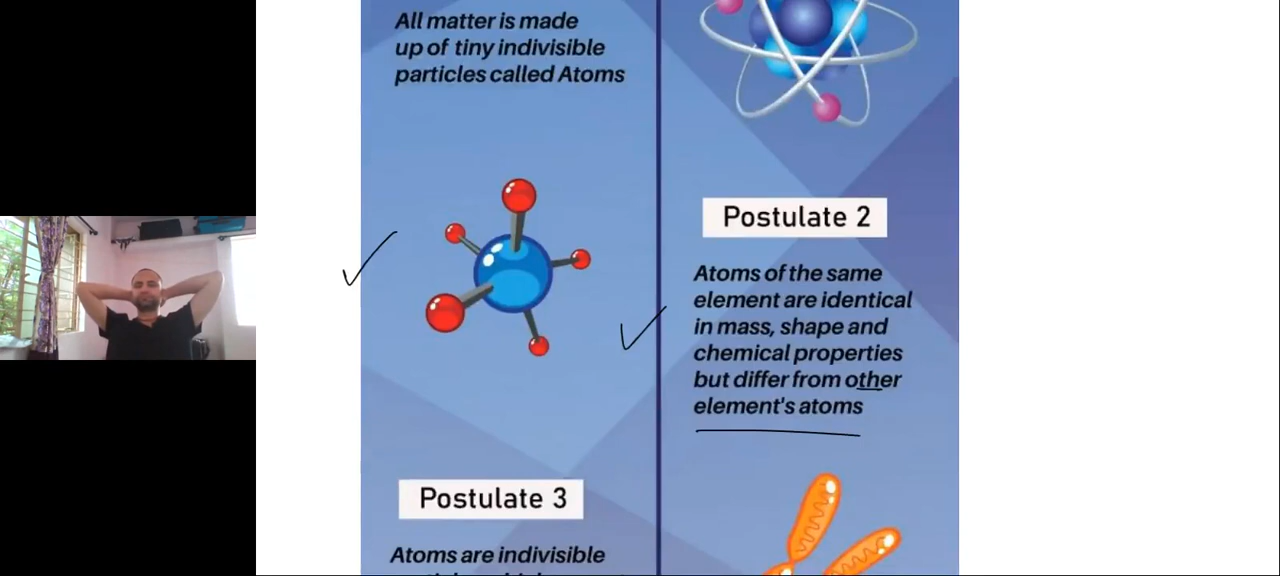 All matter is made
up of tiny indivisible
particles called Atoms
Postulate 2
Atoms of the same
element are identical
in mass, shape and
chemical properties
but differ from other
element's atoms
Postulate 3
Atoms are indivisible